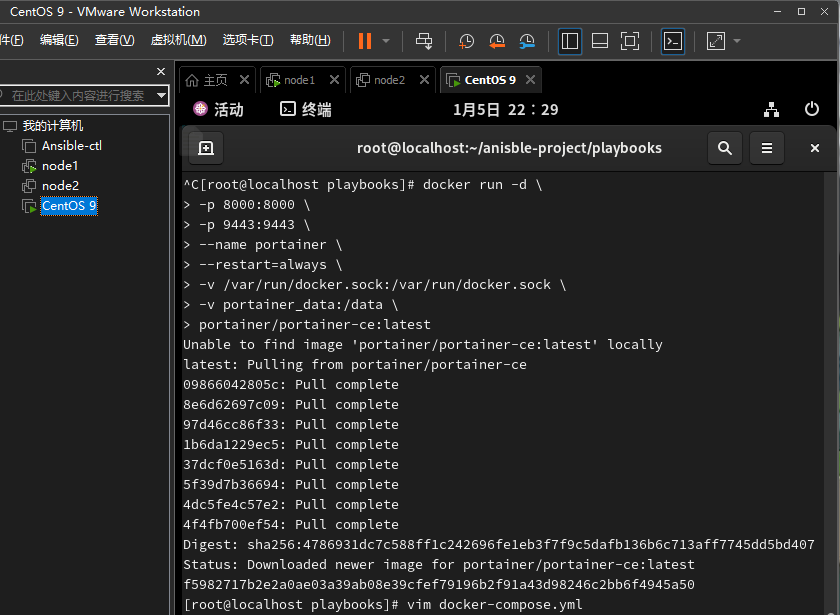 CentOS 9 - VMware Workstation
件(F) 编辑(E) 查看(V) 虚拟机(M) 选项卡(T) 帮助(H)
在此处键入内容进行搜索
我的计算机
Ansible-ctl
node1
node2
CentOS 9
主页 node1 node2 CentOS 9
活动 终端 1月5日 22：29
root@localhost:~/anisble-project/playbooks
^C[root@localhost playbooks]# docker run -d \
> -p 8000:8000 \
> -p 9443:9443 \
> --name portainer \
> --restart=always \
> -v /var/run/docker.sock:/var/run/docker.sock \
> -v portainer_data:/data \
> portainer/portainer-ce:latest
Unable to find image 'portainer/portainer-ce:latest' locally
latest: Pulling from portainer/portainer-ce
09866042805c: Pull complete
8e6d62697c09: Pull complete
97d46cc86f33: Pull complete
1b6da1229ec5: Pull complete
37dcf0e5163d: Pull complete
5f39d7b36694: Pull complete
4dc5fe4c57e2: Pull complete
4f4fb700ef54: Pull complete
Digest: sha256:4786931dc7c588ff1c242696fe1eb3f7f9c5dafb136b6c713aff7745dd5bd407
Status: Downloaded newer image for portainer/portainer-ce:latest
f5982717b2e2a0ae03a39ab08e39cfef79196b2f91a43d98246c2bb6f4945a50
[root@localhost playbooks]# vim docker-compose.yml